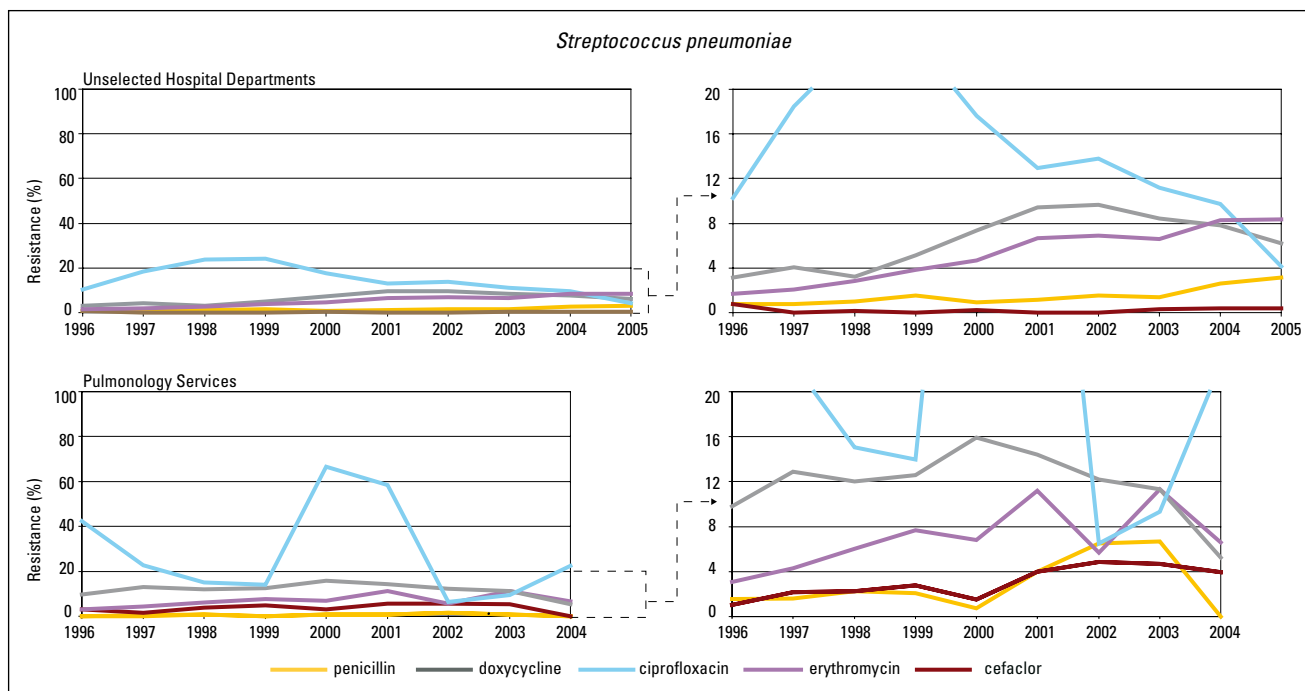 Streptococcus pneumoniae
Unselected Hospital Departments
Resistance (%)
100
80
60
40
20
0
1996 1997 1998 1999 2000 2001 2002 2003 2004 2005
20
16
12
8
4
0
1996 1997 1998 1999 2000 2001 2002 2003 2004 2005
Pulmonology Services
Resistance (%)
100
80
60
40
20
0
1996 1997 1998 1999 2000 2001 2002 2003 2004
20
16
12
8
4
0
1996 1997 1998 1999 2000 2001 2002 2003 2004
penicillin doxycycline ciprofloxacin erythromycin cefaclor